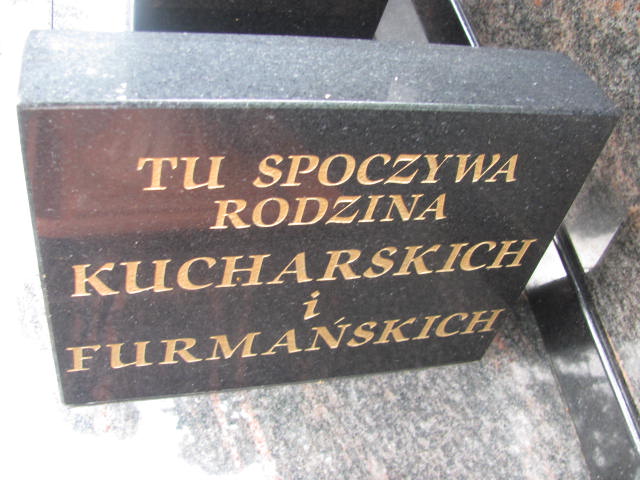 TU SPOCZYWA
RODZINA
KUCHARSKICH
i
FURMAŃSKICH